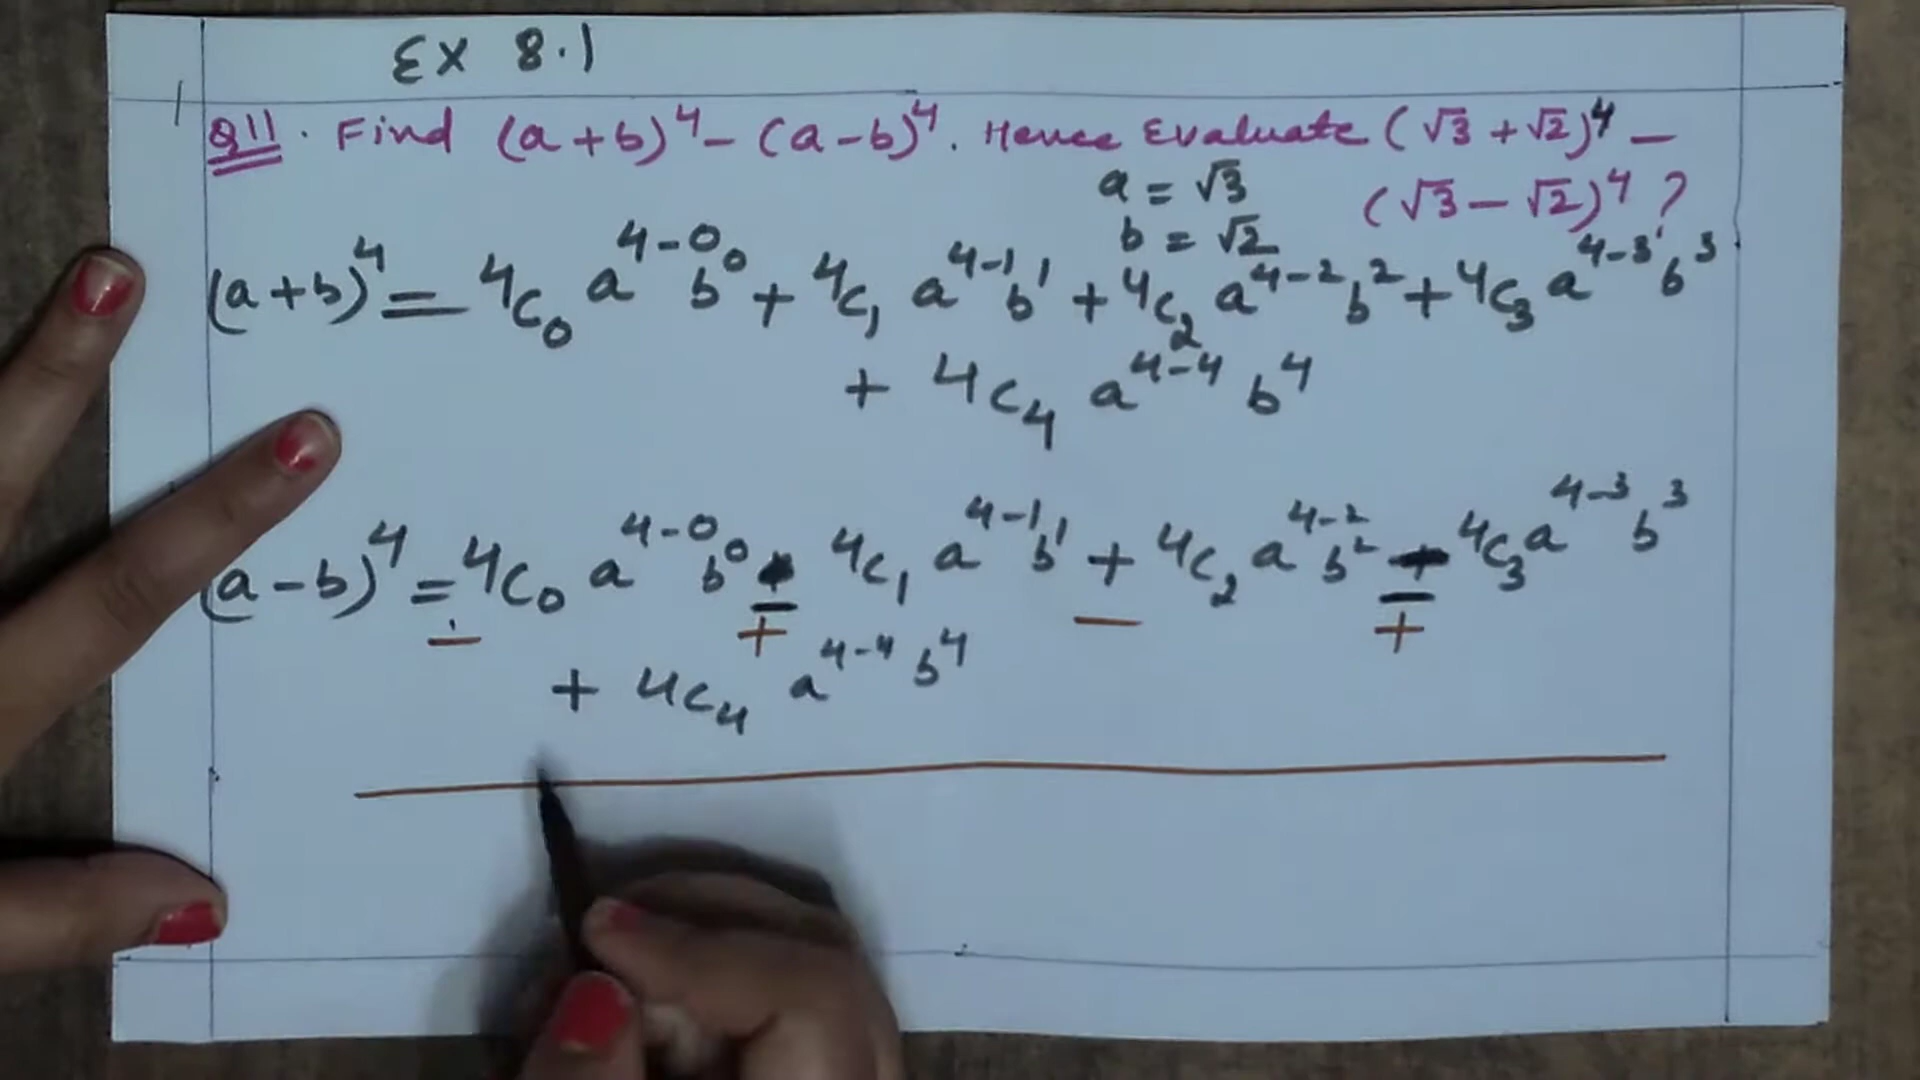 Ex 8.1
Q11. Find (a+b)⁴ - (a-b)⁴. Hence Evaluate (√3 + √2)⁴ -
(√3 - √2)⁴ ?
a = √3
b = √2
(a+b)⁴ = ⁴C₀ a⁴⁻⁰ b⁰ + ⁴C₁ a⁴⁻¹ b¹ + ⁴C₂ a⁴⁻² b² + ⁴C₃ a⁴⁻³ b³
+ ⁴C₄ a⁴⁻⁴ b⁴
(a-b)⁴ = ⁴C₀ a⁴⁻⁰ b⁰ - ⁴C₁ a⁴⁻¹ b¹ + ⁴C₂ a⁴⁻² b² - ⁴C₃ a⁴⁻³ b³
- + - +
+ ⁴C₄ a⁴⁻⁴ b⁴